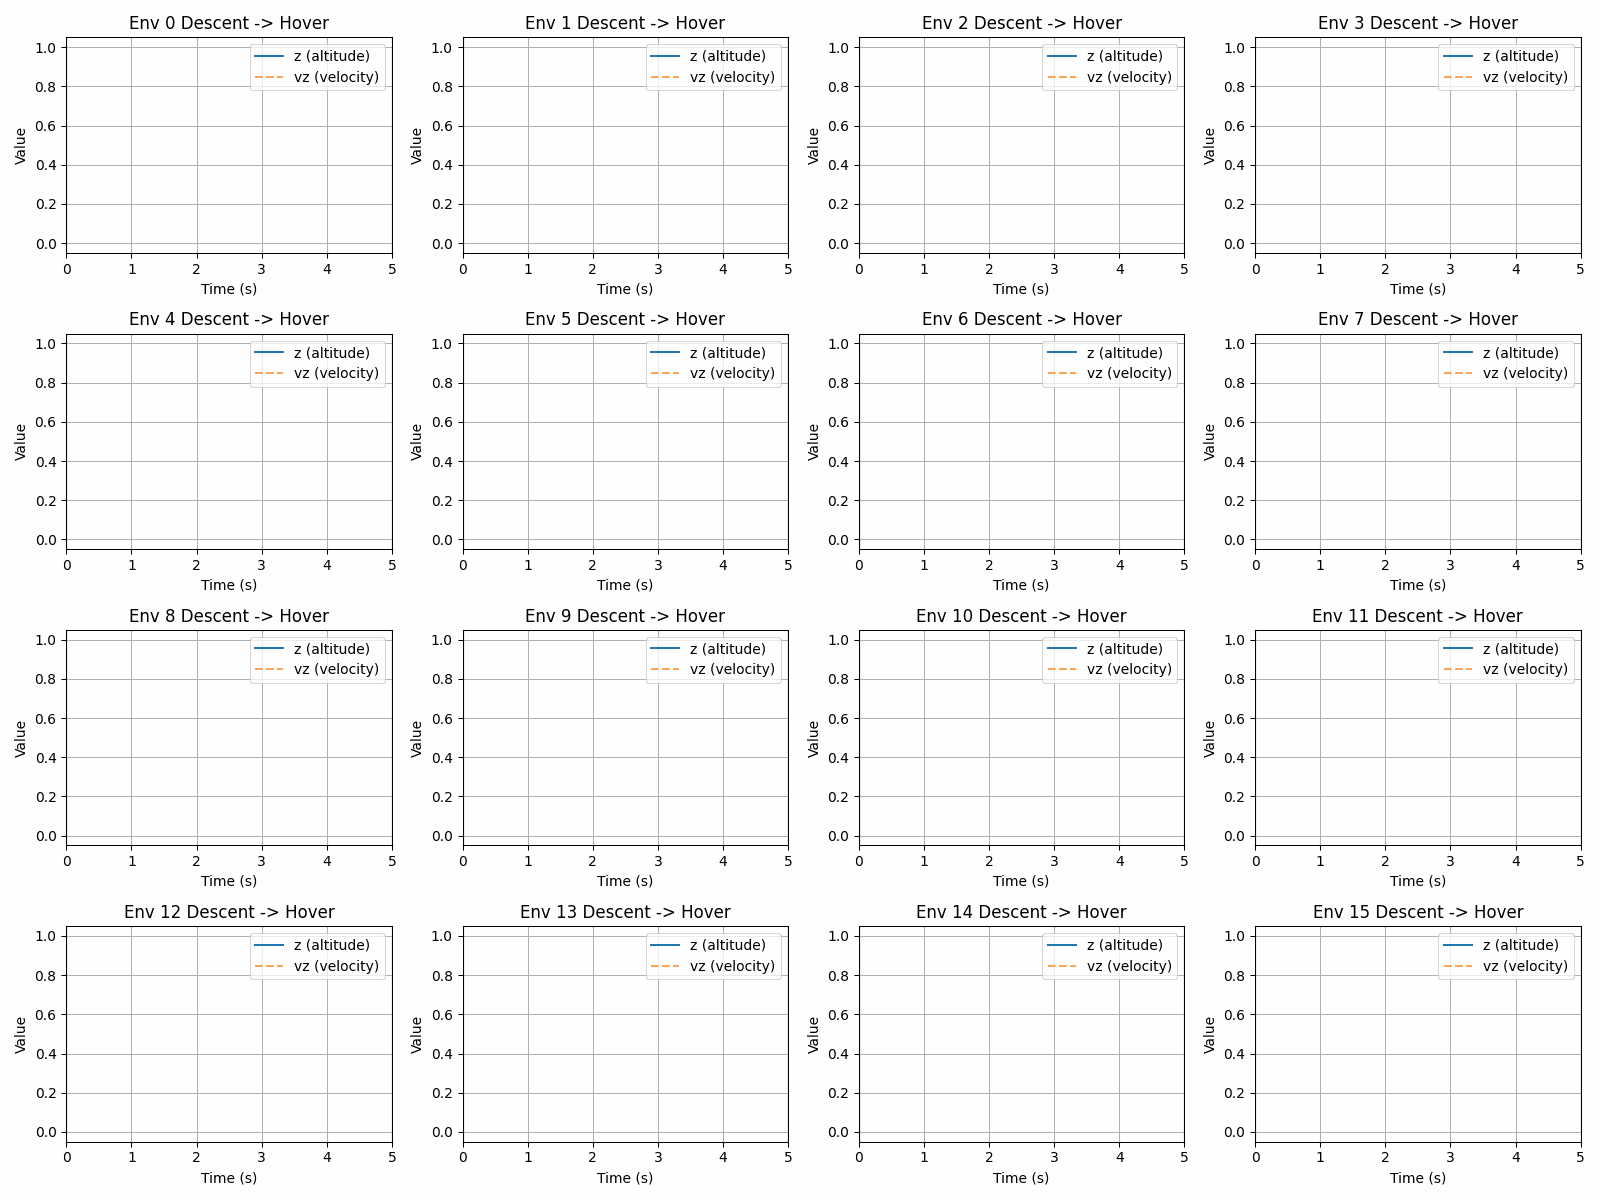 Env 0 Descent -> Hover
1.0
0.8
0.6
0.4
0.2
0.0
Value
z (altitude)
vz (velocity)
0 1 2 3 4 5
Time (s)
Env 1 Descent -> Hover
1.0
0.8
0.6
0.4
0.2
0.0
Value
z (altitude)
vz (velocity)
0 1 2 3 4 5
Time (s)
Env 2 Descent -> Hover
1.0
0.8
0.6
0.4
0.2
0.0
Value
z (altitude)
vz (velocity)
0 1 2 3 4 5
Time (s)
Env 3 Descent -> Hover
1.0
0.8
0.6
0.4
0.2
0.0
Value
z (altitude)
vz (velocity)
0 1 2 3 4 5
Time (s)
Env 4 Descent -> Hover
1.0
0.8
0.6
0.4
0.2
0.0
Value
z (altitude)
vz (velocity)
0 1 2 3 4 5
Time (s)
Env 5 Descent -> Hover
1.0
0.8
0.6
0.4
0.2
0.0
Value
z (altitude)
vz (velocity)
0 1 2 3 4 5
Time (s)
Env 6 Descent -> Hover
1.0
0.8
0.6
0.4
0.2
0.0
Value
z (altitude)
vz (velocity)
0 1 2 3 4 5
Time (s)
Env 7 Descent -> Hover
1.0
0.8
0.6
0.4
0.2
0.0
Value
z (altitude)
vz (velocity)
0 1 2 3 4 5
Time (s)
Env 8 Descent -> Hover
1.0
0.8
0.6
0.4
0.2
0.0
Value
z (altitude)
vz (velocity)
0 1 2 3 4 5
Time (s)
Env 9 Descent -> Hover
1.0
0.8
0.6
0.4
0.2
0.0
Value
z (altitude)
vz (velocity)
0 1 2 3 4 5
Time (s)
Env 10 Descent -> Hover
1.0
0.8
0.6
0.4
0.2
0.0
Value
z (altitude)
vz (velocity)
0 1 2 3 4 5
Time (s)
Env 11 Descent -> Hover
1.0
0.8
0.6
0.4
0.2
0.0
Value
z (altitude)
vz (velocity)
0 1 2 3 4 5
Time (s)
Env 12 Descent -> Hover
1.0
0.8
0.6
0.4
0.2
0.0
Value
z (altitude)
vz (velocity)
0 1 2 3 4 5
Time (s)
Env 13 Descent -> Hover
1.0
0.8
0.6
0.4
0.2
0.0
Value
z (altitude)
vz (velocity)
0 1 2 3 4 5
Time (s)
Env 14 Descent -> Hover
1.0
0.8
0.6
0.4
0.2
0.0
Value
z (altitude)
vz (velocity)
0 1 2 3 4 5
Time (s)
Env 15 Descent -> Hover
1.0
0.8
0.6
0.4
0.2
0.0
Value
z (altitude)
vz (velocity)
0 1 2 3 4 5
Time (s)